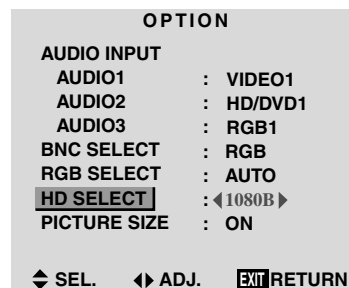 OPTION
AUDIO INPUT
AUDIO1 : VIDEO1
AUDIO2 : HD/DVD1
AUDIO3 : RGB1
BNC SELECT : RGB
RGB SELECT : AUTO
HD SELECT : 1080B
PICTURE SIZE : ON
SEL. ADJ. EXIT RETURN